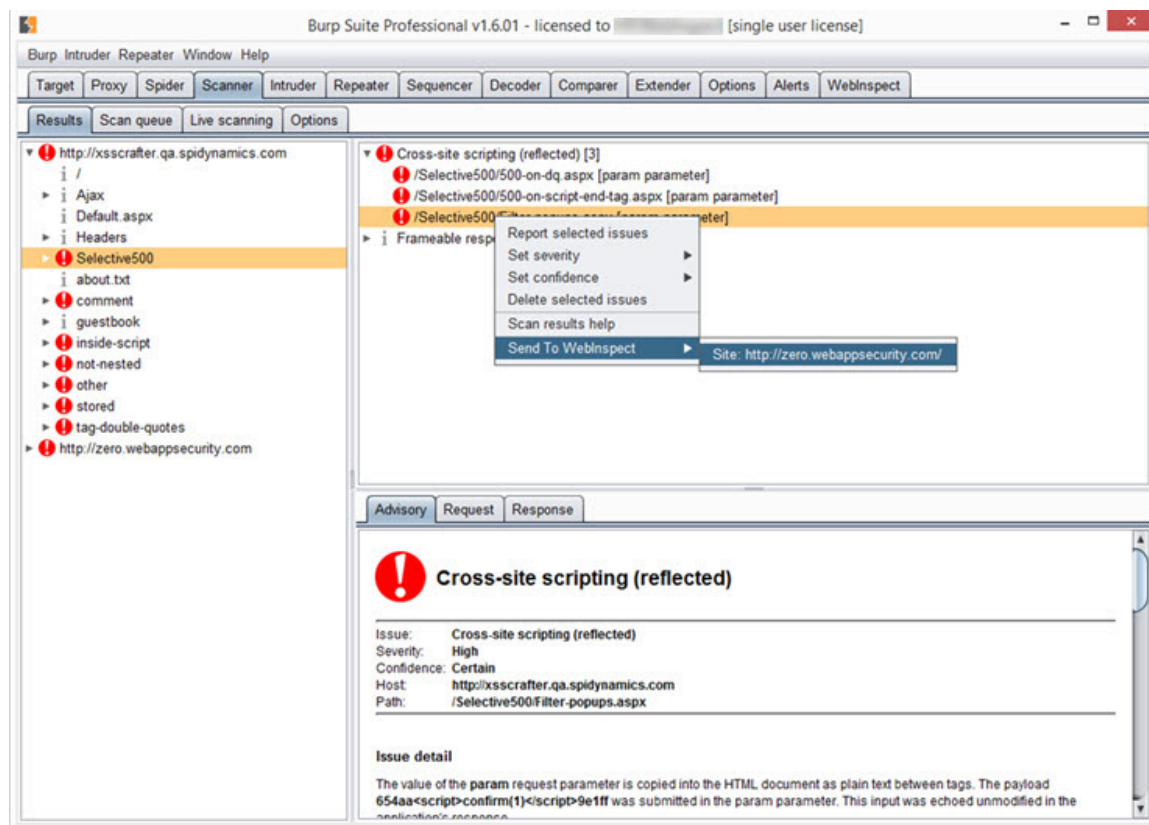 Burp Suite Professional v1.6.01 - licensed to [single user license]
Burp Intruder Repeater Window Help
Target Proxy Spider Scanner Intruder Repeater Sequencer Decoder Comparer Extender Options Alerts WebInspect
Results Scan queue Live scanning Options
http://xsscrafter.qa.spidynamics.com
/
Ajax
Default.aspx
Headers
Selective500
about.txt
comment
guestbook
inside-script
not-nested
other
stored
tag-double-quotes
http://zero.webappsecurity.com
Cross-site scripting (reflected) [3]
/Selective500/500-on-dq.aspx [param parameter]
/Selective500/500-on-script-end-tag.aspx [param parameter]
/Selective500/Filter-popups.aspx [param parameter]
Frameable resp
Report selected issues
Set severity
Set confidence
Delete selected issues
Scan results help
Send To WebInspect
Site: http://zero.webappsecurity.com/
Advisory Request Response
Cross-site scripting (reflected)
Issue: Cross-site scripting (reflected)
Severity: High
Confidence: Certain
Host: http://xsscrafter.qa.spidynamics.com
Path: /Selective500/Filter-popups.aspx
Issue detail
The value of the param request parameter is copied into the HTML document as plain text between tags. The payload
654aa<script>confirm(1)</script>9e1ff was submitted in the param parameter. This input was echoed unmodified in the
application's response.